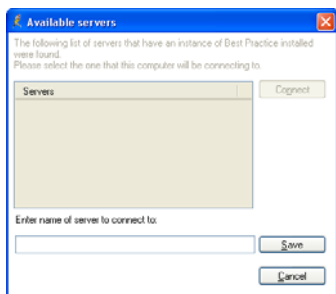 Available servers
The following list of servers that have an instance of Best Practice installed
were found.
Please select the one that this computer will be connecting to.
Servers
Connect
Enter name of server to connect to:
Save
Cancel